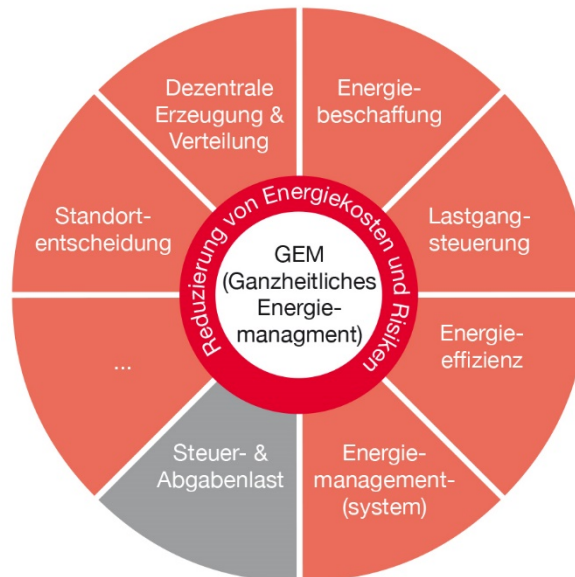 Dezentrale
Erzeugung &
Verteilung
Energie-
beschaffung
Standort-
entscheidung
Lastgang-
steuerung
Reduzierung von Energiekosten und Risiken
GEM
(Ganzheitliches
Energie-
managment)
...
Energie-
effizienz
Steuer- &
Abgabenlast
Energie-
management-
(system)